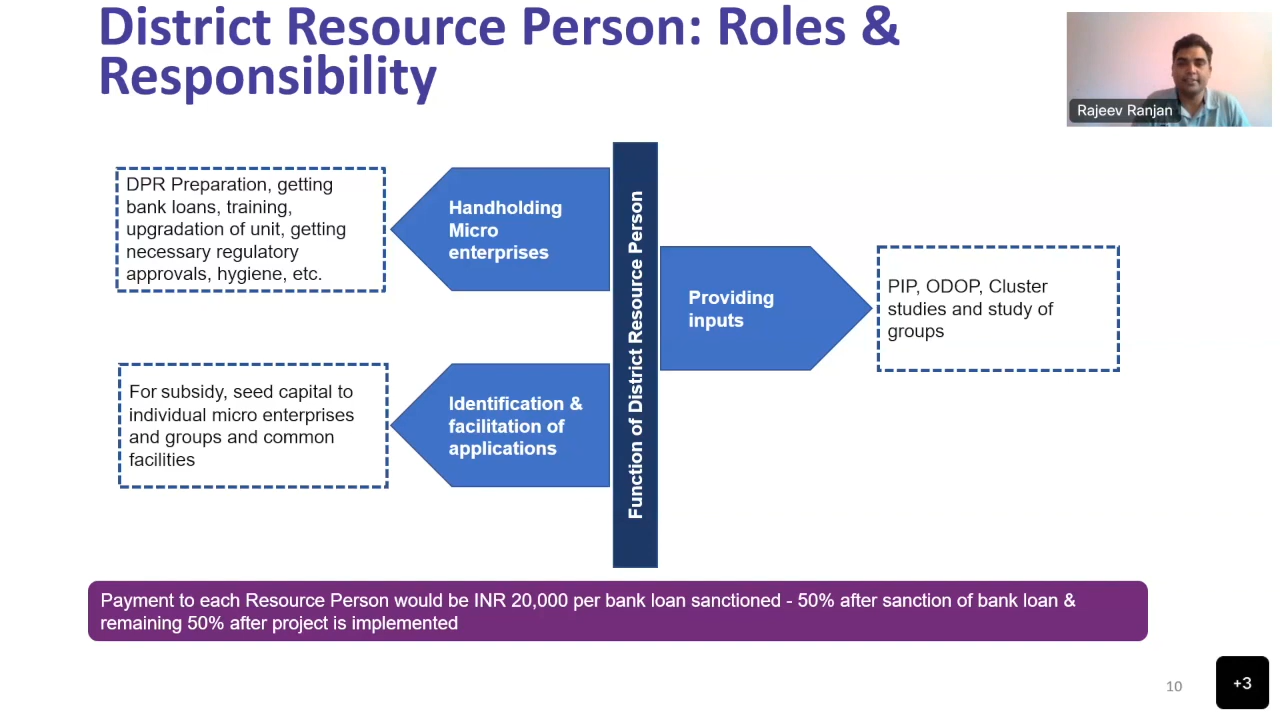 District Resource Person: Roles &
Responsibility
Rajeev Ranjan
DPR Preparation, getting
bank loans, training,
upgradation of unit, getting
necessary regulatory
approvals, hygiene, etc.
Handholding
Micro
enterprises
Function of District Resource Person
Providing
inputs
PIP, ODOP, Cluster
studies and study of
groups
For subsidy, seed capital to
individual micro enterprises
and groups and common
facilities
Identification &
facilitation of
applications
Payment to each Resource Person would be INR 20,000 per bank loan sanctioned - 50% after sanction of bank loan &
remaining 50% after project is implemented
10
+3